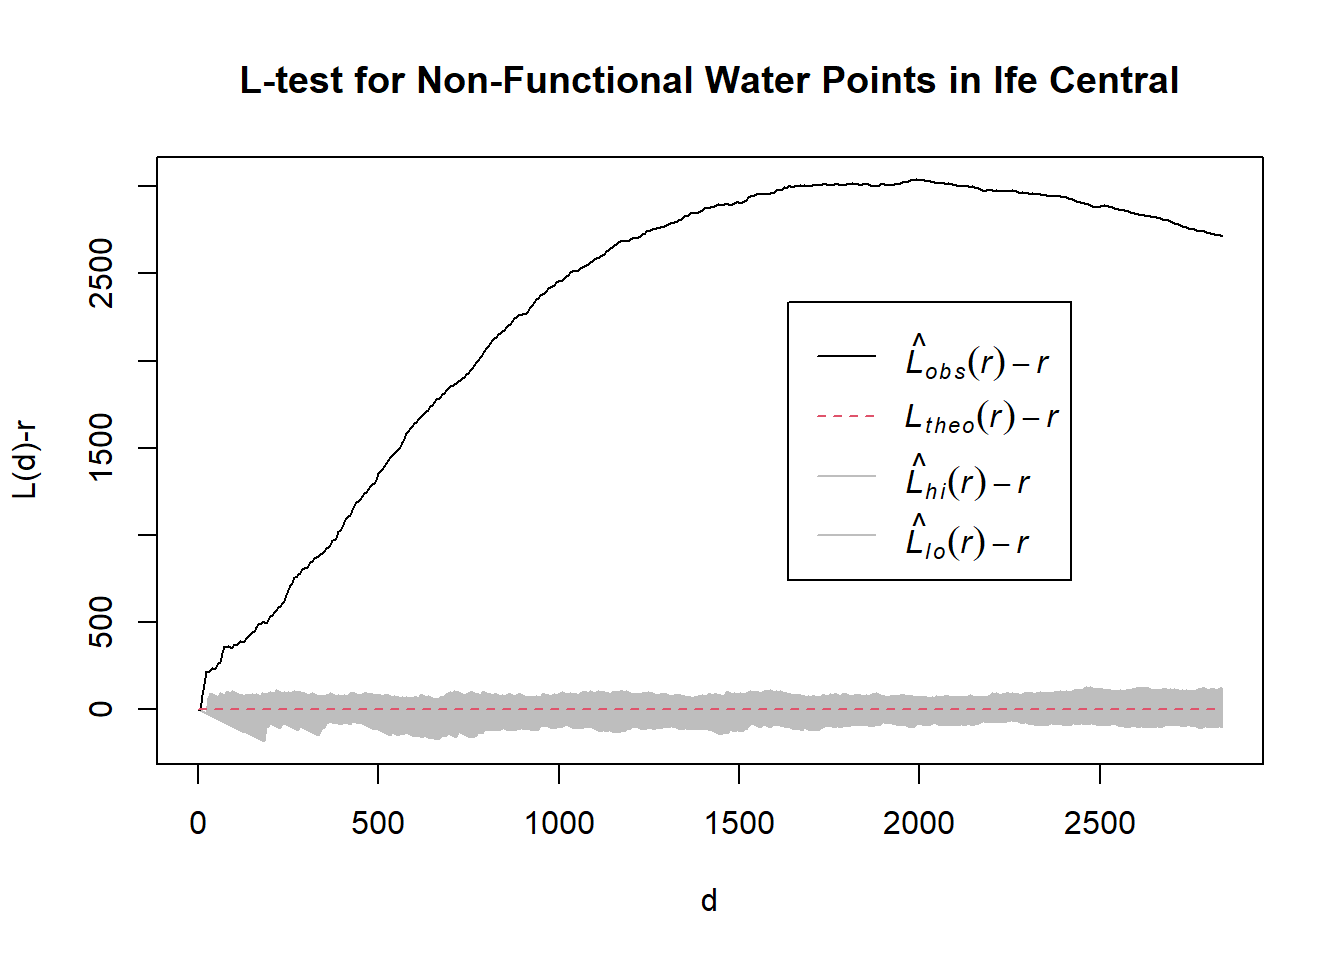 L-test for Non-Functional Water Points in Ife Central
L(d)-r
2500
1500
500
0
L̂obs(r) − r
Ltheo(r) − r
L̂hi(r) − r
L̂lo(r) − r
0 500 1000 1500 2000 2500
d